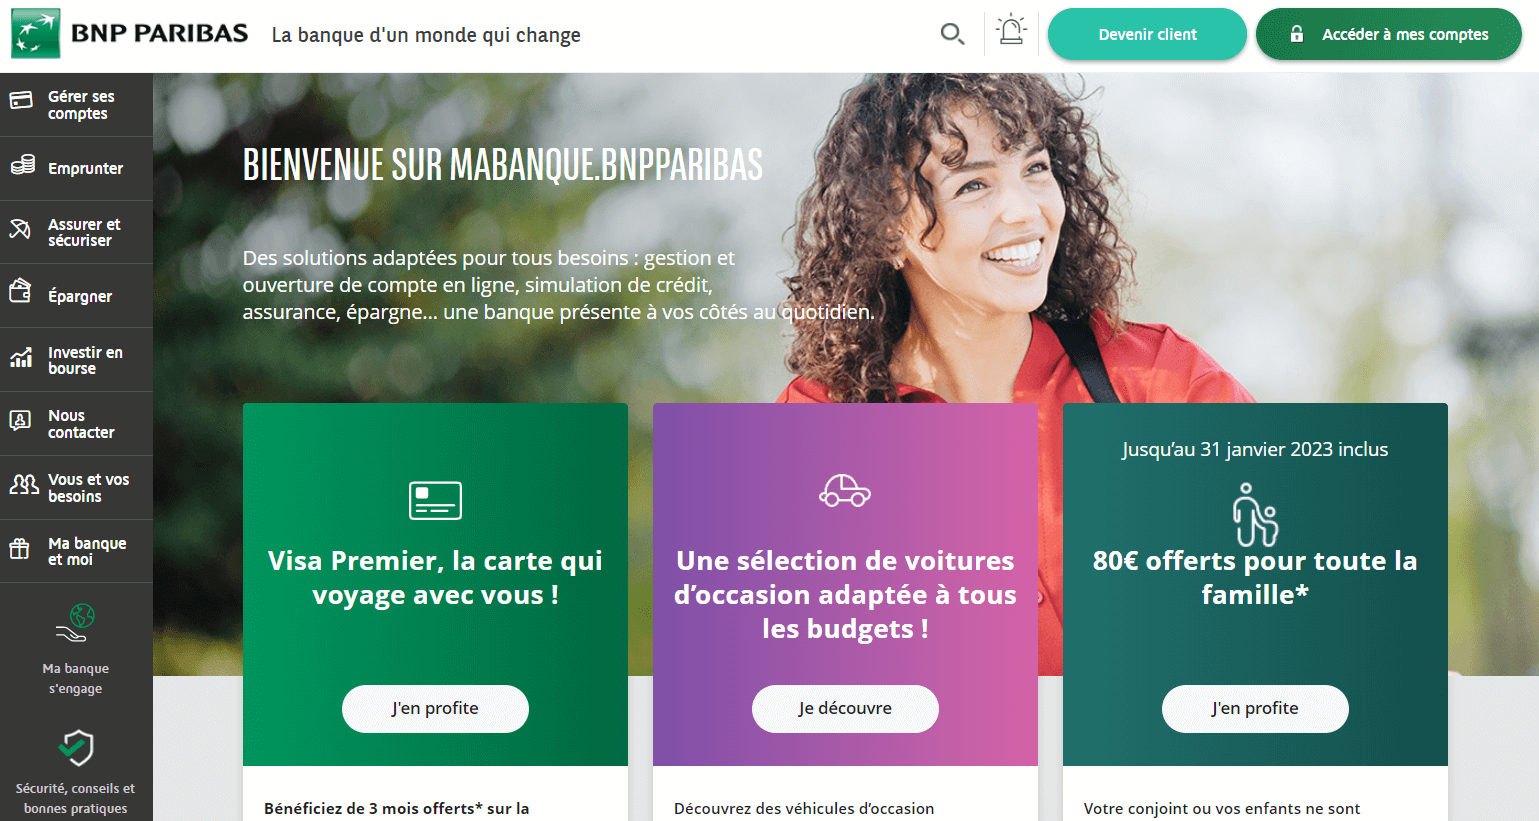 BNP PARIBAS
La banque d'un monde qui change
Devenir client
Accéder à mes comptes
Gérer ses
comptes
Emprunter
Assurer et
sécuriser
Épargner
Investir en
bourse
Nous
contacter
Vous et vos
besoins
Ma banque
et moi
Ma banque
s'engage
Sécurité, conseils et
bonnes pratiques
BIENVENUE SUR MABANQUE.BNPPARIBAS
Des solutions adaptées pour tous besoins : gestion et
ouverture de compte en ligne, simulation de crédit,
assurance, épargne... une banque présente à vos côtés au quotidien.
Visa Premier, la carte qui
voyage avec vous !
J'en profite
Bénéficiez de 3 mois offerts* sur la
Une sélection de voitures
d’occasion adaptée à tous
les budgets !
Je découvre
Découvrez des véhicules d’occasion
Jusqu’au 31 janvier 2023 inclus
80€ offerts pour toute la
famille*
J'en profite
Votre conjoint ou vos enfants ne sont